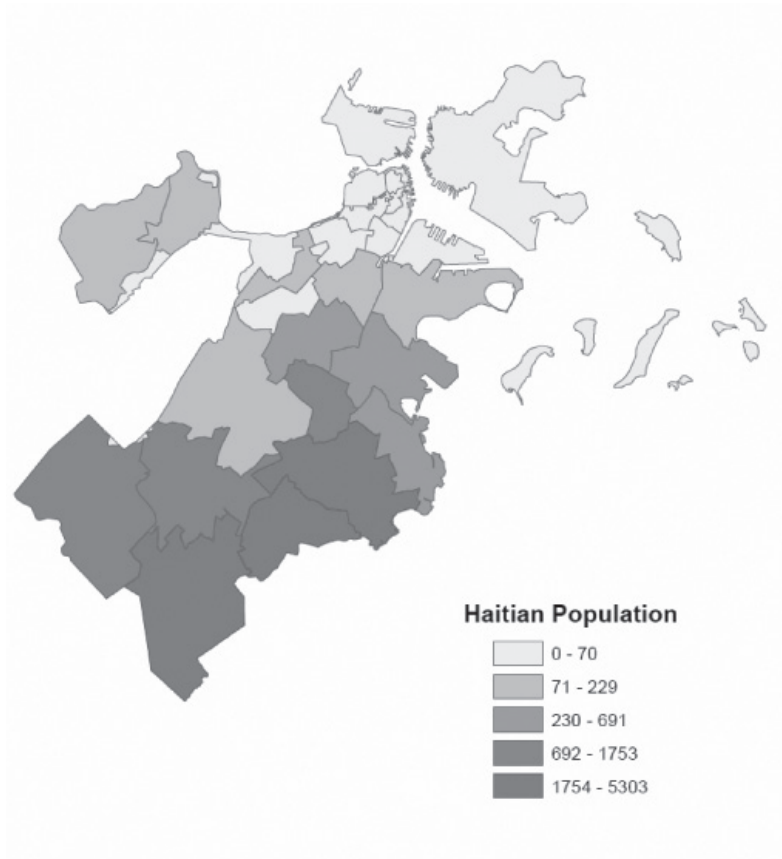 Haitian Population
0 - 70
71 - 229
230 - 691
692 - 1753
1754 - 5303